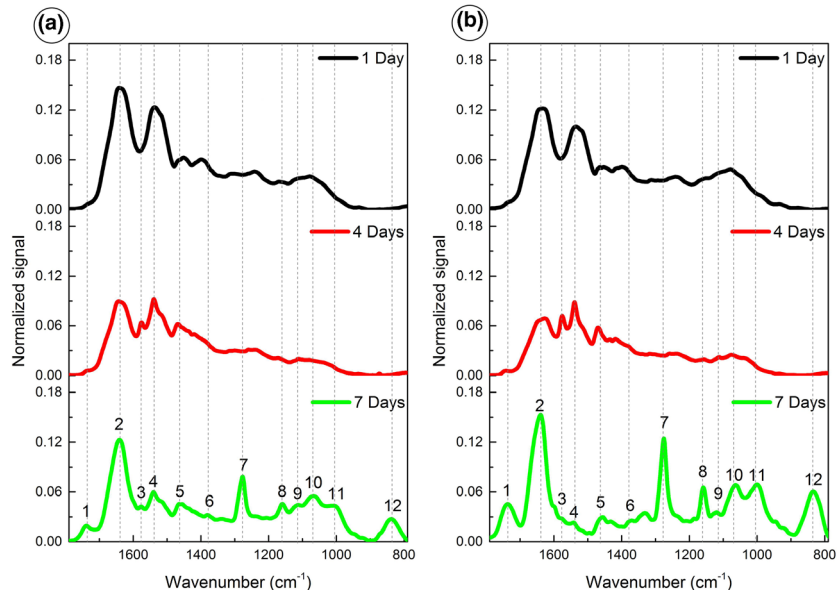 (a)
(b)
0.18
1 Day
0.12
0.06
0.00
0.18
4 Days
0.12
0.06
0.00
0.18
7 Days
0.12
0.06
0.00
1 2 3 4 5 6 7 8 9 10 11 12
1600 1400 1200 1000 800
Wavenumber (cm⁻¹)
Normalized signal
0.18
1 Day
0.12
0.06
0.00
0.18
4 Days
0.12
0.06
0.00
0.18
7 Days
0.12
0.06
0.00
1 2 3 4 5 6 7 8 9 10 11 12
1600 1400 1200 1000 800
Wavenumber (cm⁻¹)
Normalized signal